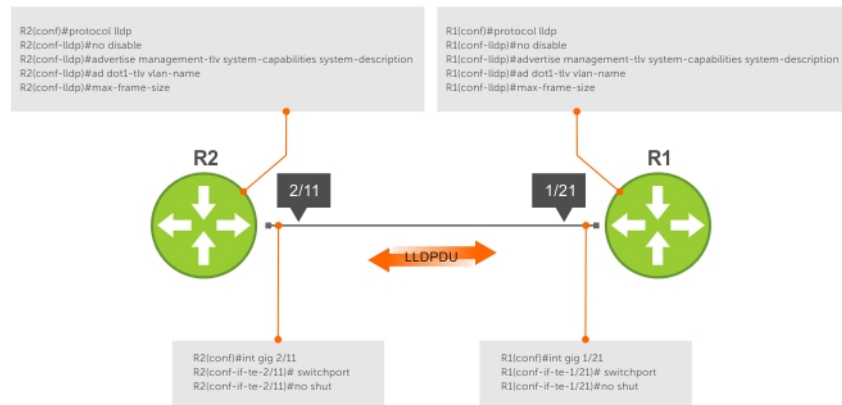 R2(conf)#protocol lldp
R2(conf-lldp)#no disable
R2(conf-lldp)#advertise management-tlv system-capabilities system-description
R2(conf-lldp)#ad dot1-tlv vlan-name
R2(conf-lldp)#max-frame-size
R1(conf)#protocol lldp
R1(conf-lldp)#no disable
R1(conf-lldp)#advertise management-tlv system-capabilities system-description
R1(conf-lldp)#ad dot1-tlv vlan-name
R1(conf-lldp)#max-frame-size
R2
R1
2/11
1/21
LLDPDU
R2(conf)#int gig 2/11
R2(conf-if-te-2/11)# switchport
R2(conf-if-te-2/11)#no shut
R1(conf)#int gig 1/21
R1(conf-if-te-1/21)# switchport
R1(conf-if-te-1/21)#no shut